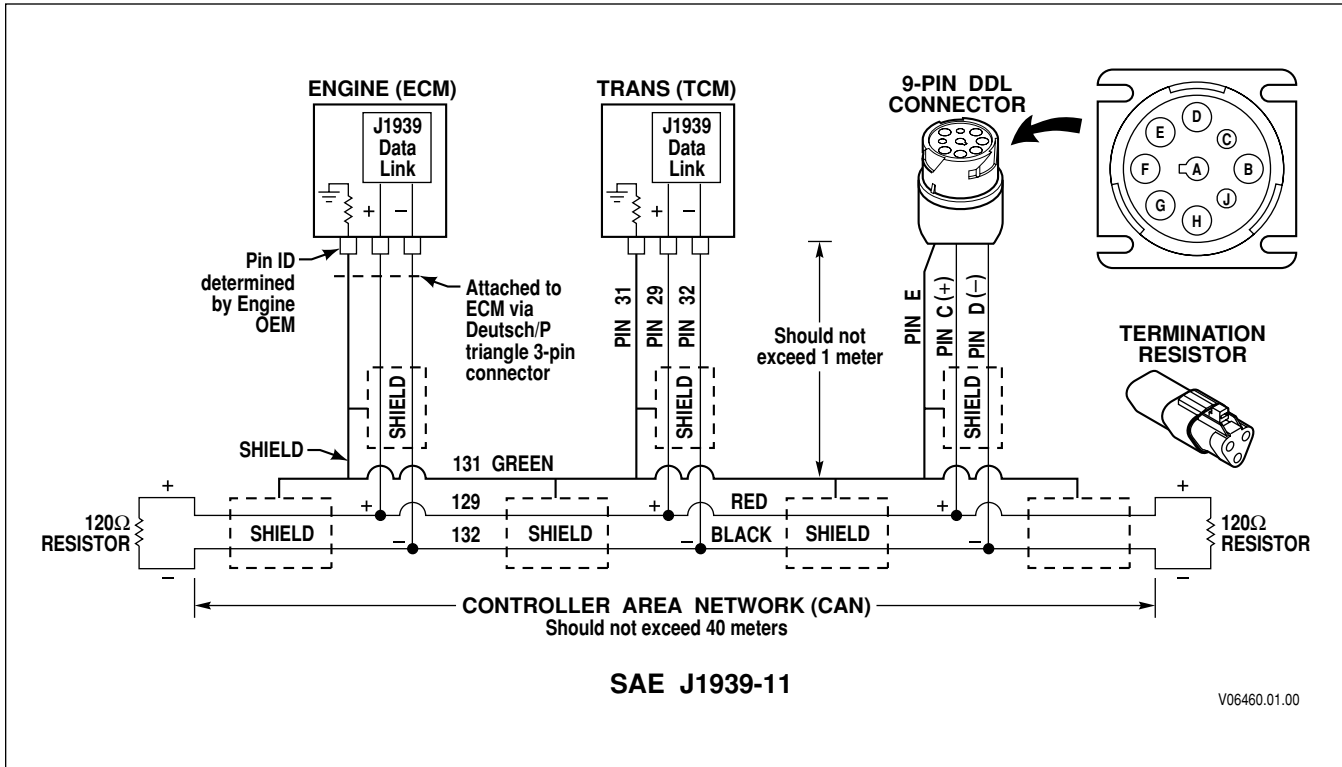 ENGINE (ECM)
J1939
Data
Link
+
−
TRANS (TCM)
J1939
Data
Link
+
−
9-PIN DDL
CONNECTOR
D
E
C
F
A
B
G
J
H
Pin ID
determined
by Engine
OEM
Attached to
ECM via
Deutsch/P
triangle 3-pin
connector
PIN 31
PIN 29
PIN 32
Should not
exceed 1 meter
PIN E
PIN C (+)
PIN D (−)
TERMINATION
RESISTOR
SHIELD
SHIELD
SHIELD
SHIELD
131 GREEN
+
120Ω
RESISTOR
−
SHIELD
129
132
+
−
SHIELD
+
−
RED
BLACK
SHIELD
+
−
+
120Ω
RESISTOR
−
CONTROLLER AREA NETWORK (CAN)
Should not exceed 40 meters
SAE J1939-11
V06460.01.00